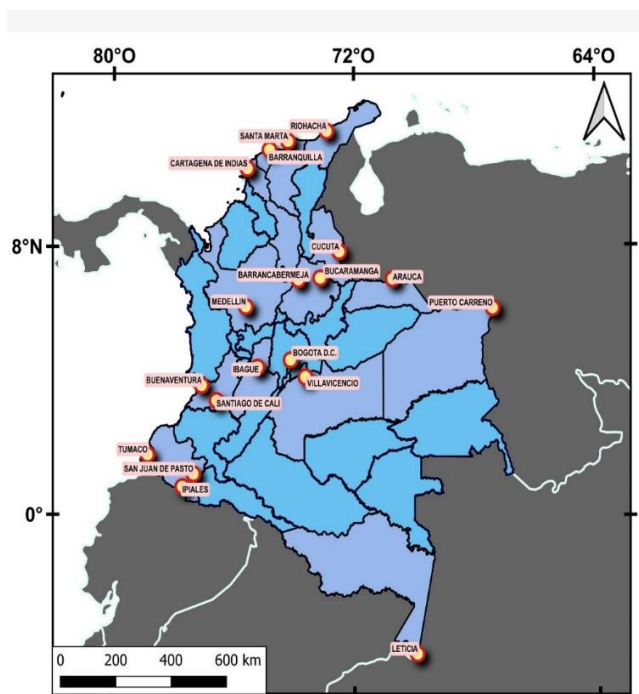 80°O 72°O 64°O
RIOHACHA
SANTA MARTA
BARRANQUILLA
CARTAGENA DE INDIAS
8°N
CUCUTA
BARRANCABERMEJA
BUCARAMANGA
ARAUCA
MEDELLIN
PUERTO CARREÑO
BOGOTA D.C.
IBAGUE
VILLAVICENCIO
BUENAVENTURA
SANTIAGO DE CALI
TUMACO
SAN JUAN DE PASTO
IPIALES
0°
LETICIA
0 200 400 600 km